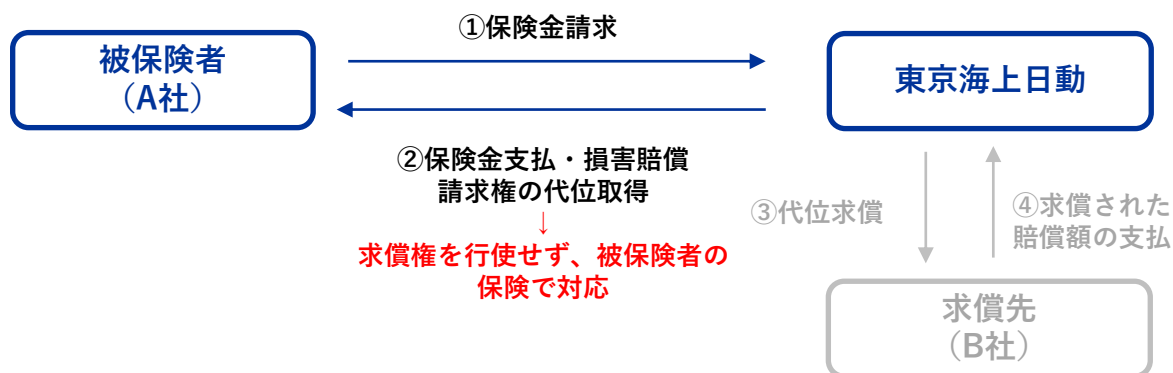 ①保険金請求
被保険者
（A社）
東京海上日動
②保険金支払・損害賠償
請求権の代位取得
↓
求償権を行使せず、被保険者の
保険で対応
③代位求償
④求償された
賠償額の支払
求償先
（B社）